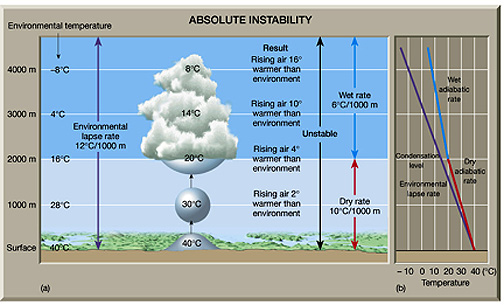 ABSOLUTE INSTABILITY
Environmental temperature
4000 m
–8°C
3000 m
4°C
2000 m
16°C
1000 m
28°C
Surface
40°C
Environmental
lapse rate
12°C/1000 m
8°C
14°C
20°C
30°C
40°C
Result
Rising air 16°
warmer than
environment
Rising air 10°
warmer than
environment
Rising air 4°
warmer than
environment
Rising air 2°
warmer than
environment
Unstable
Wet rate
6°C/1000 m
Dry rate
10°C/1000 m
(a)
Wet
adiabatic
rate
Condensation
level
Dry
adiabatic
rate
Environmental
lapse rate
–10 0 10 20 30 40 (°C)
Temperature
(b)